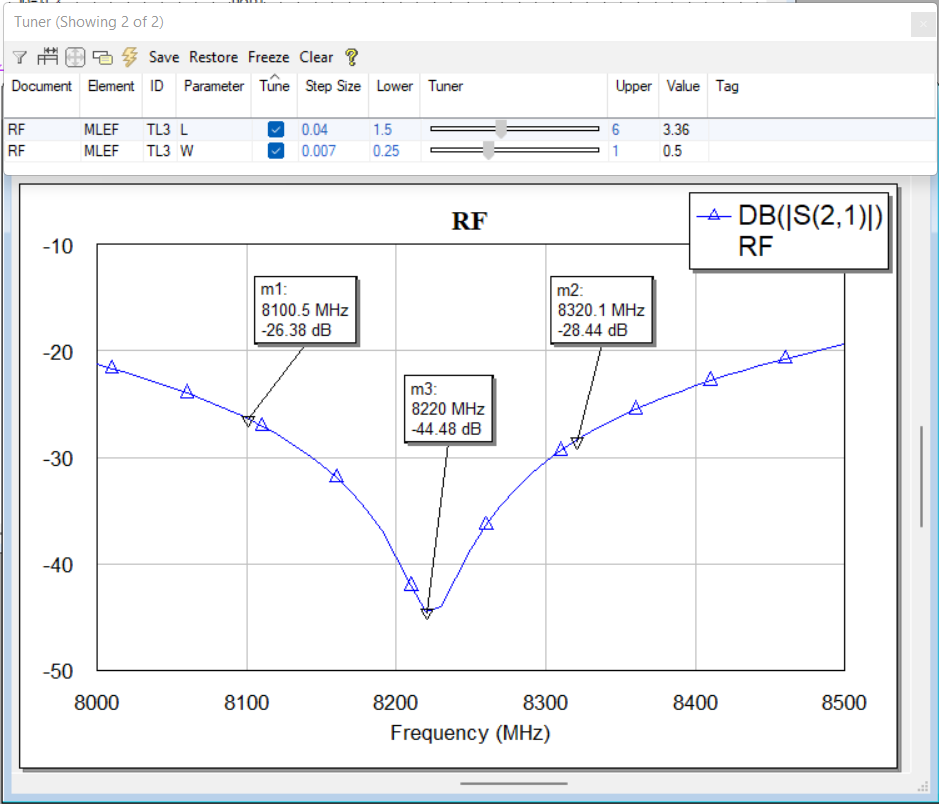 Tuner (Showing 2 of 2)
Save Restore Freeze Clear
Document Element ID Parameter Tune Step Size Lower Tuner Upper Value Tag
RF MLEF TL3 L 0.04 1.5 6 3.36
RF MLEF TL3 W 0.007 0.25 1 0.5
RF
DB(|S(2,1)|)
RF
m1:
8100.5 MHz
-26.38 dB
m2:
8320.1 MHz
-28.44 dB
m3:
8220 MHz
-44.48 dB
-10
-20
-30
-40
-50
8000 8100 8200 8300 8400 8500
Frequency (MHz)